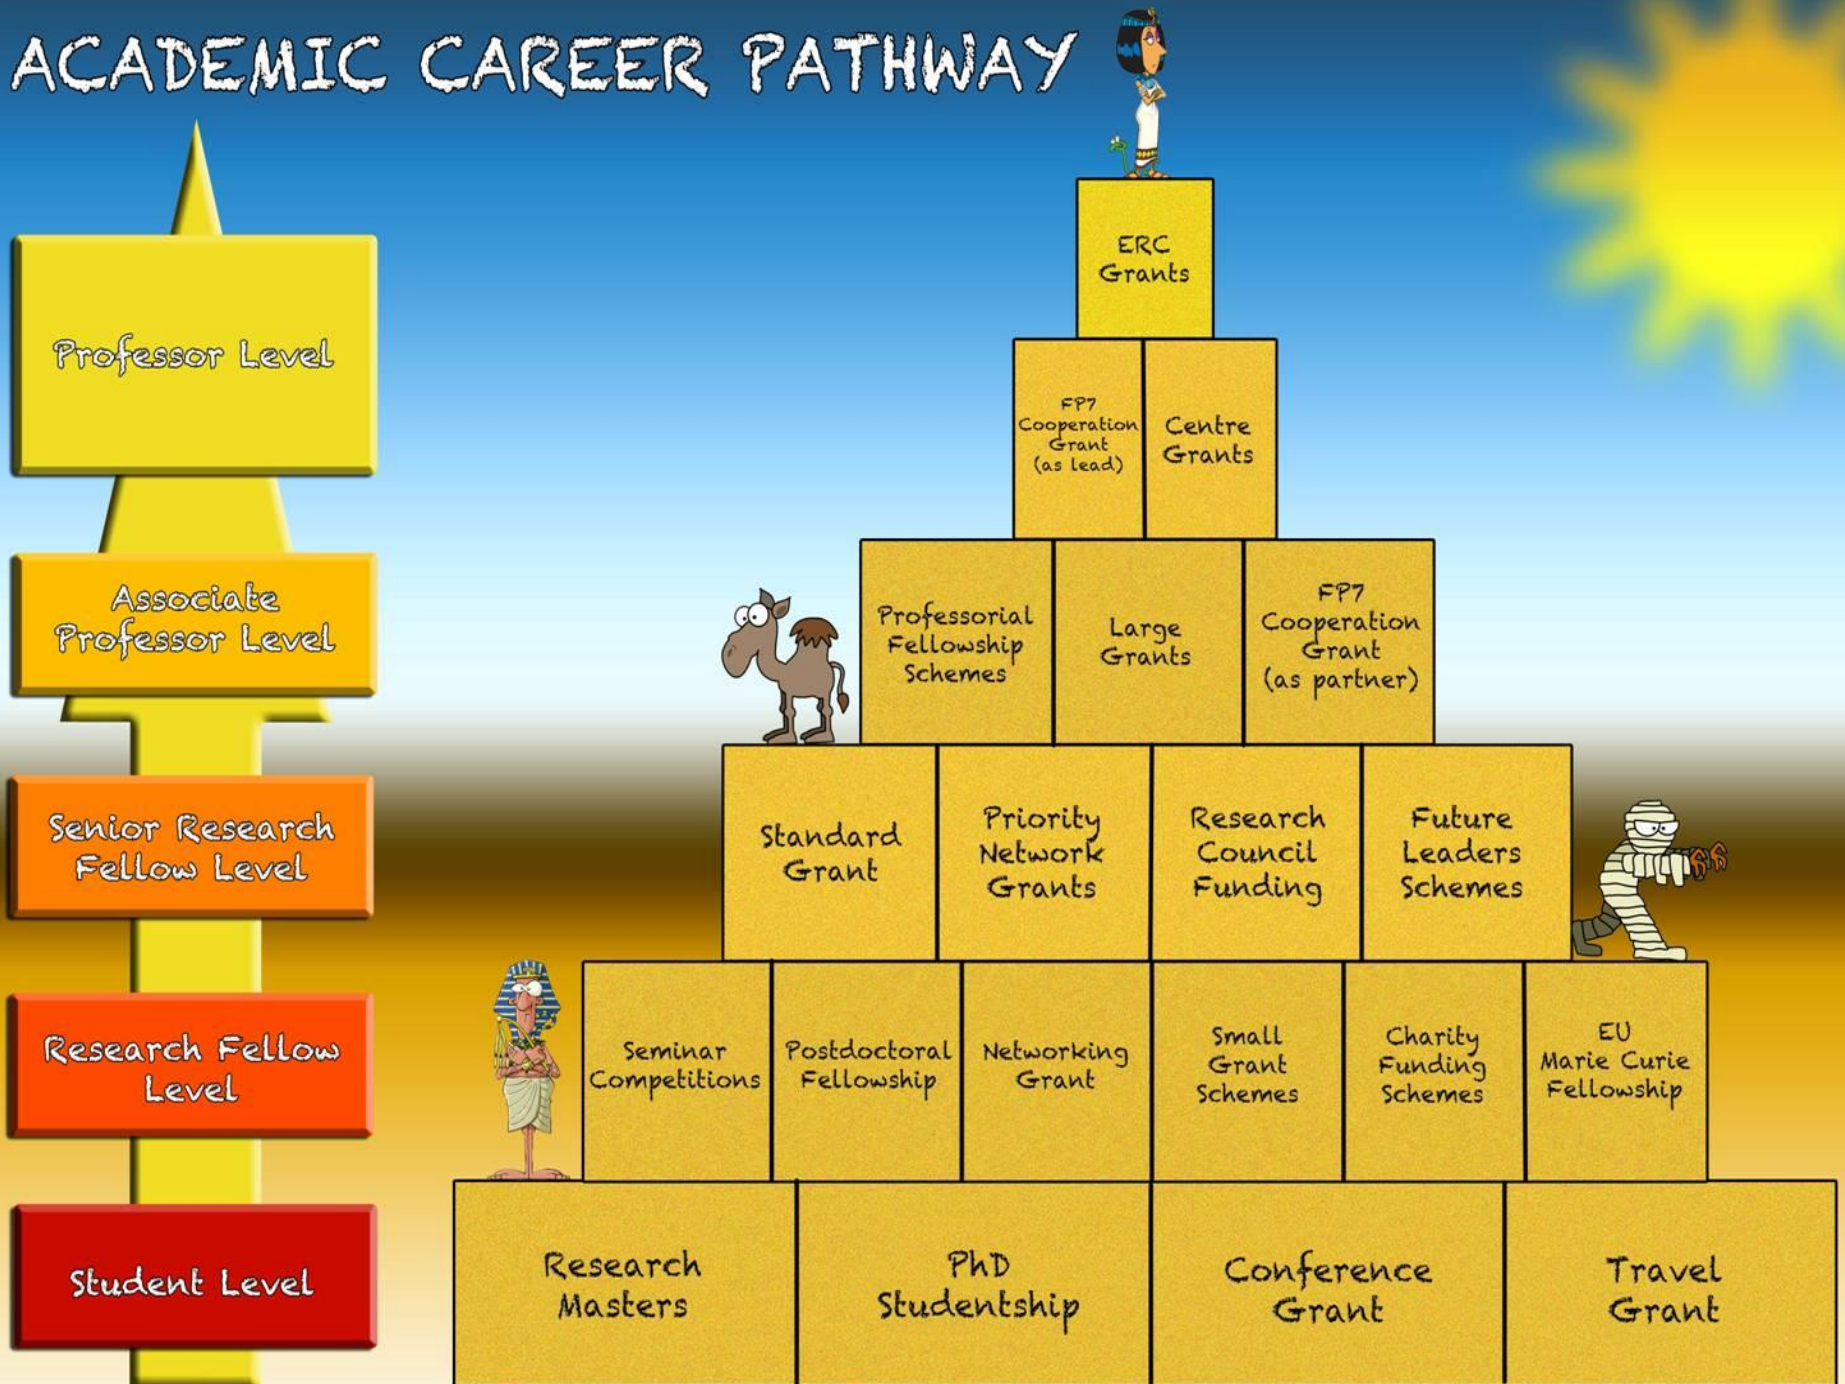 ACADEMIC CAREER PATHWAY
Professor Level
Associate
Professor Level
Senior Research
Fellow Level
Research Fellow
Level
Student Level
ERC
Grants
FP7
Cooperation
Grant
(as lead)
Centre
Grants
Professorial
Fellowship
Schemes
Large
Grants
FP7
Cooperation
Grant
(as partner)
Standard
Grant
Priority
Network
Grants
Research
Council
Funding
Future
Leaders
Schemes
Seminar
Competitions
Postdoctoral
Fellowship
Networking
Grant
Small
Grant
Schemes
Charity
Funding
Schemes
EU
Marie Curie
Fellowship
Research
Masters
PhD
Studentship
Conference
Grant
Travel
Grant